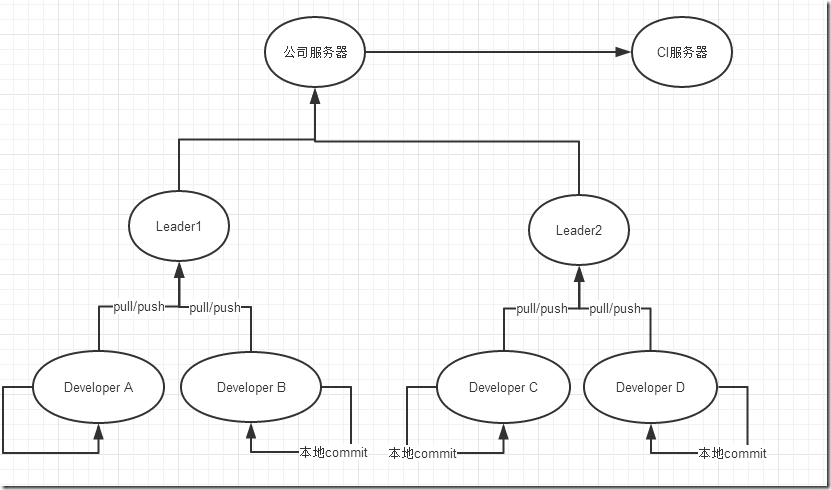 公司服务器
CI服务器
Leader1
Leader2
pull/push
pull/push
pull/push
pull/push
Developer A
Developer B
Developer C
Developer D
本地commit
本地commit
本地commit